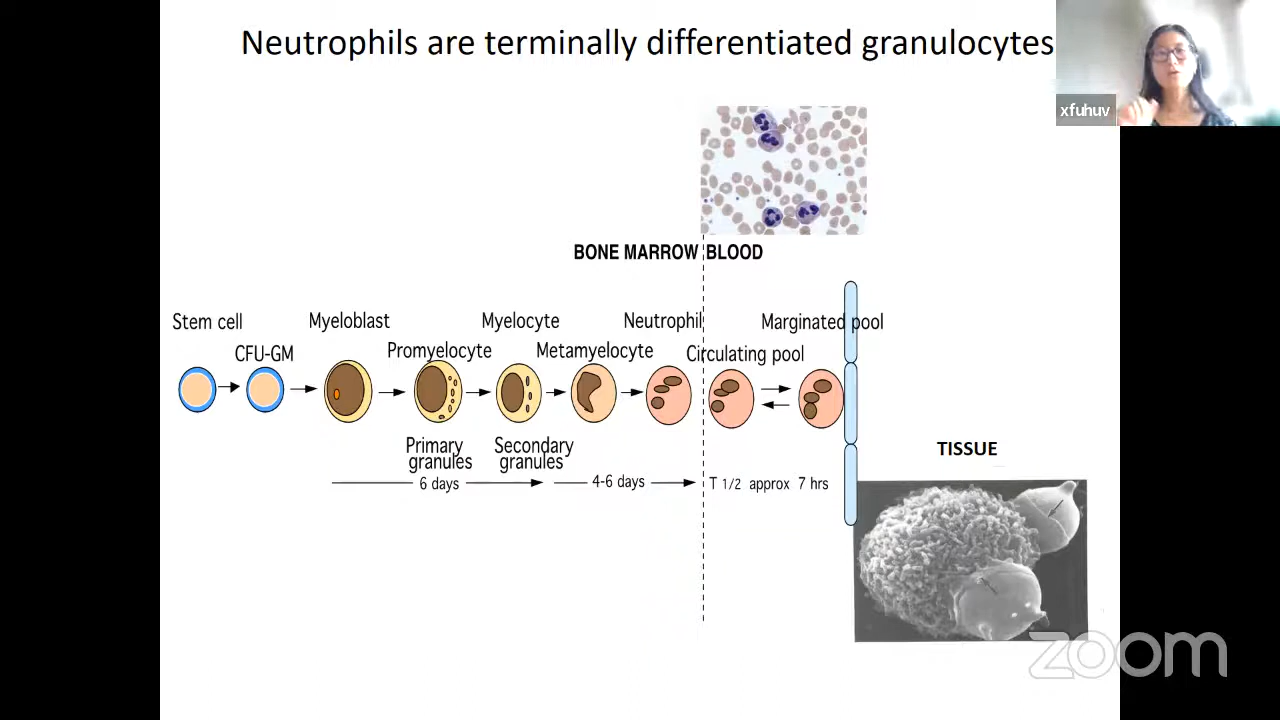 Neutrophils are terminally differentiated granulocytes
xfuhuv
BONE MARROW BLOOD
Stem cell
CFU-GM
Myeloblast
Promyelocyte
Myelocyte
Metamyelocyte
Neutrophil
Circulating pool
Marginated pool
Primary
granules
Secondary
granules
6 days
4-6 days
T 1/2 approx 7 hrs
TISSUE
zoom